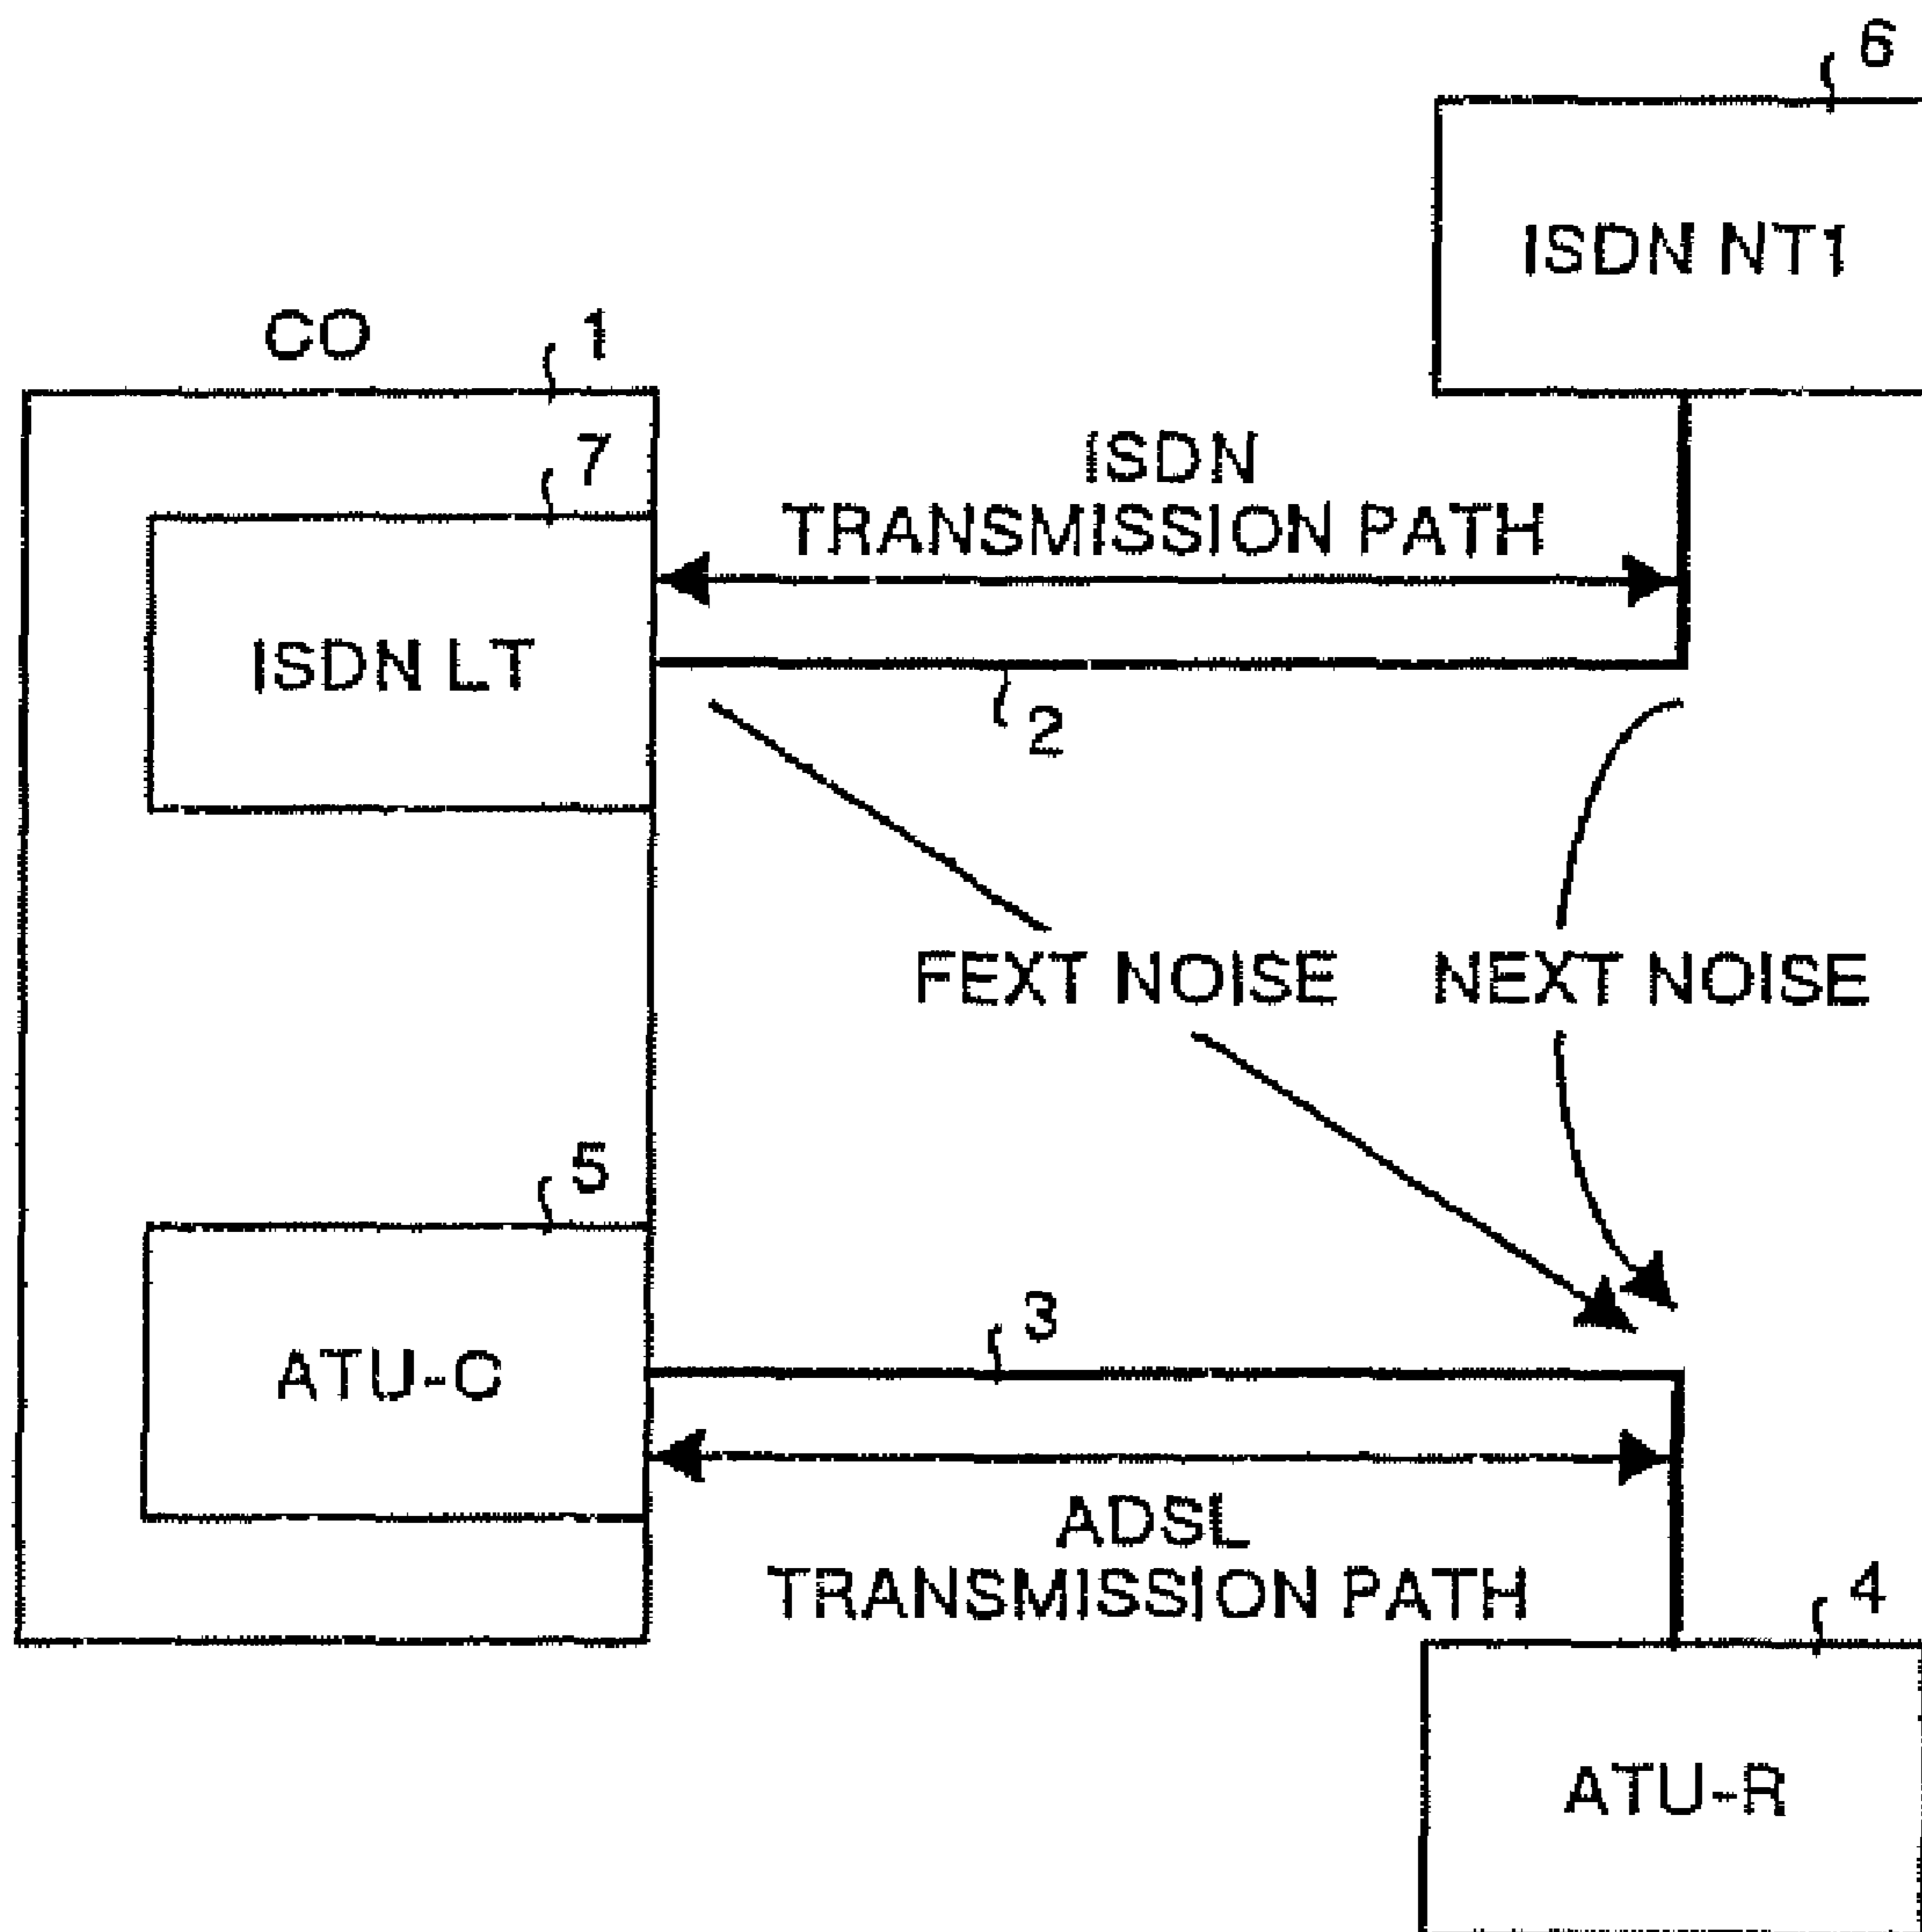 6
ISDN NT1
CO
1
7
ISDN
TRANSMISSION PATH
ISDN LT
2
FEXT NOISE
NEXT NOISE
5
3
ATU-C
ADSL
TRANSMISSION PATH
4
ATU-R